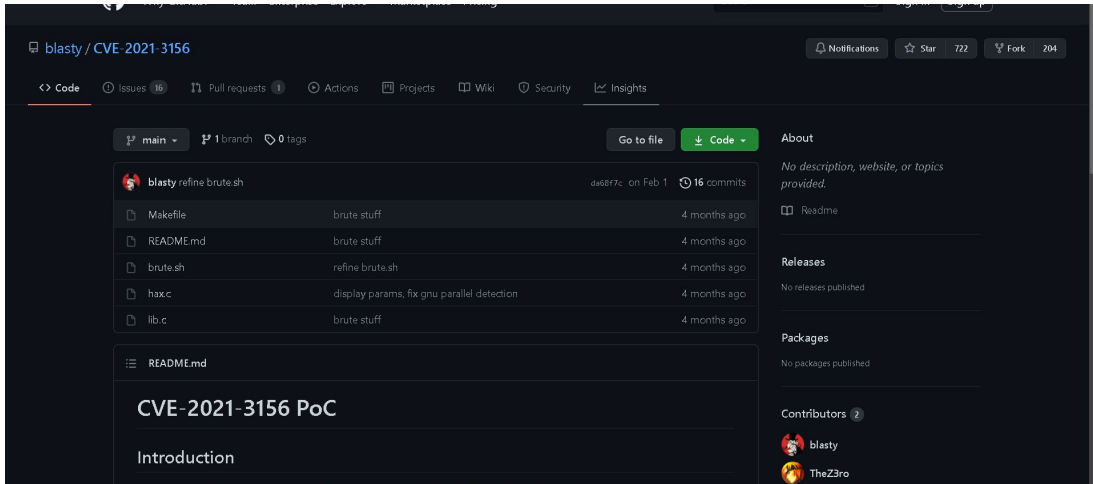 blasty / CVE-2021-3156
Notifications Star 722 Fork 204
Code Issues 16 Pull requests 1 Actions Projects Wiki Security Insights
main 1 branch 0 tags Go to file Code
blasty refine brute.sh da68f7c on Feb 1 16 commits
Makefile brute stuff 4 months ago
README.md brute stuff 4 months ago
brute.sh refine brute.sh 4 months ago
hax.c display params, fix gnu parallel detection 4 months ago
lib.c brute stuff 4 months ago
README.md
CVE-2021-3156 PoC
Introduction
About
No description, website, or topics
provided.
Readme
Releases
No releases published
Packages
No packages published
Contributors 2
blasty
TheZ3ro